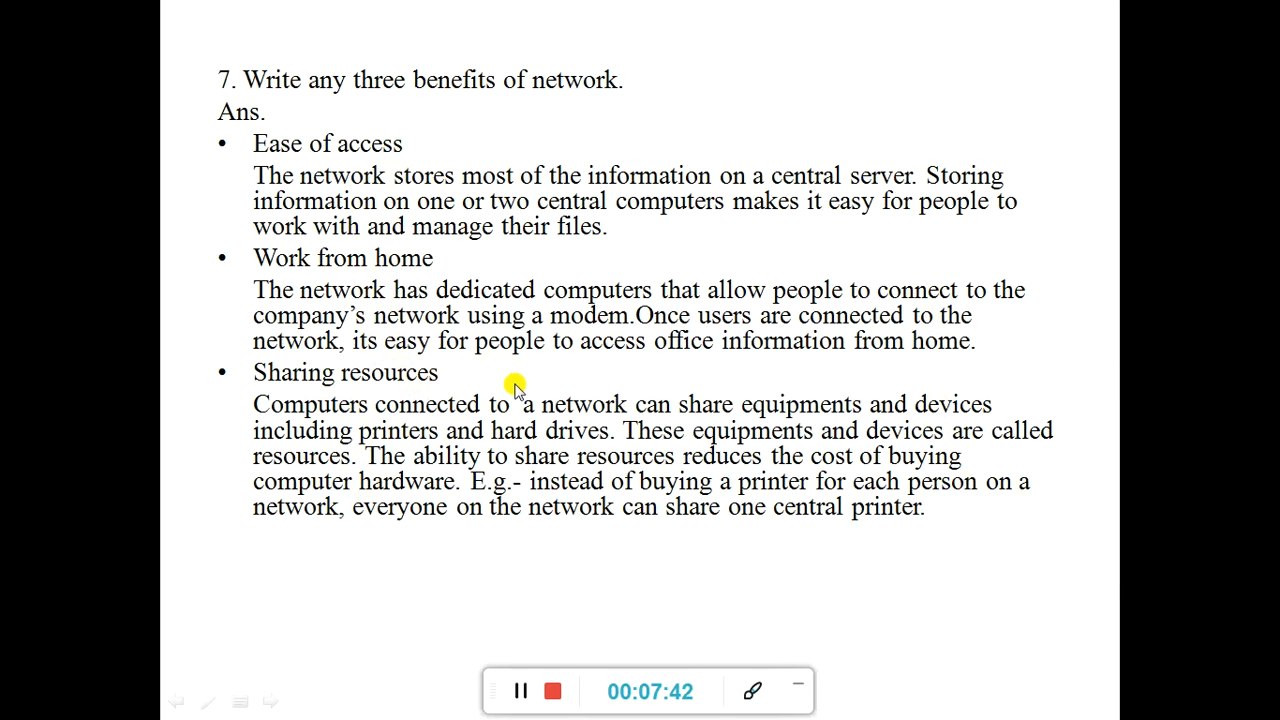 7. Write any three benefits of network.
Ans.
• Ease of access
The network stores most of the information on a central server. Storing
information on one or two central computers makes it easy for people to
work with and manage their files.
• Work from home
The network has dedicated computers that allow people to connect to the
company’s network using a modem.Once users are connected to the
network, its easy for people to access office information from home.
• Sharing resources
Computers connected to a network can share equipments and devices
including printers and hard drives. These equipments and devices are called
resources. The ability to share resources reduces the cost of buying
computer hardware. E.g.- instead of buying a printer for each person on a
network, everyone on the network can share one central printer.
00:07:42